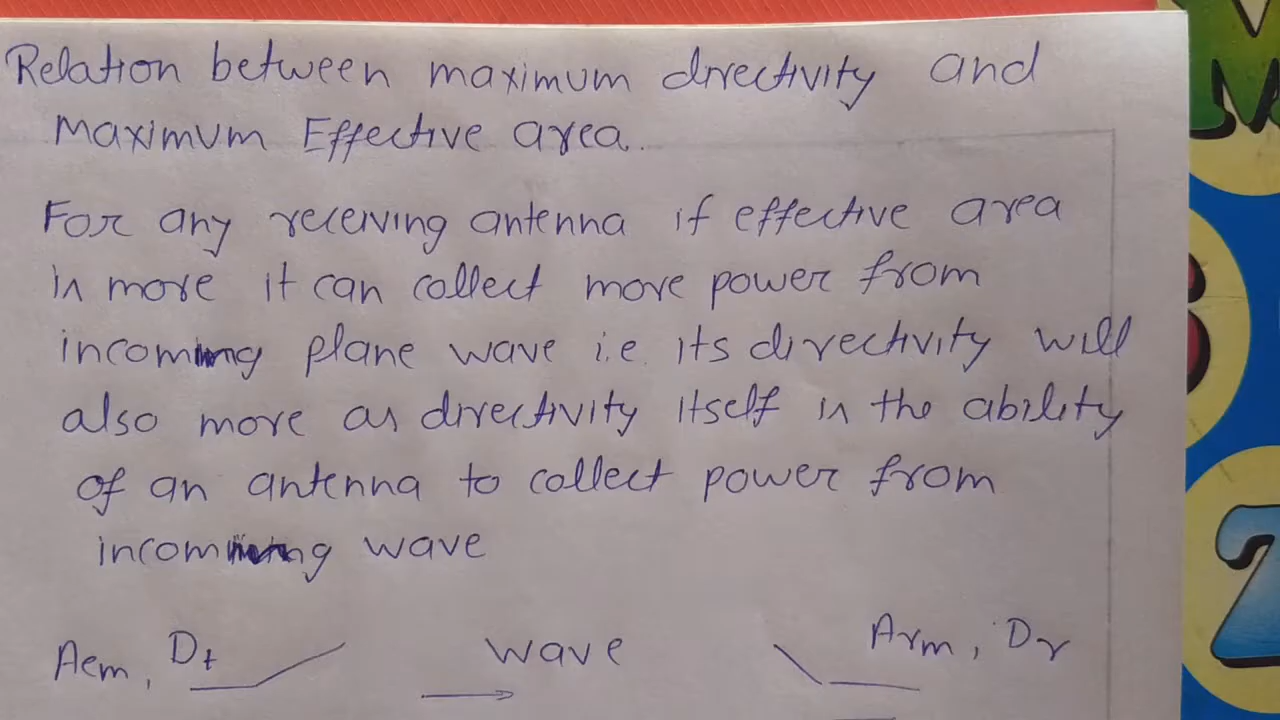 Relation between maximum directivity and
Maximum Effective area.
For any receiving antenna if effective area
is more it can collect more power from
incoming plane wave i.e. its directivity will
also more as directivity itself is the ability
of an antenna to collect power from
incoming wave
Aem, Dt wave Arm, Dr